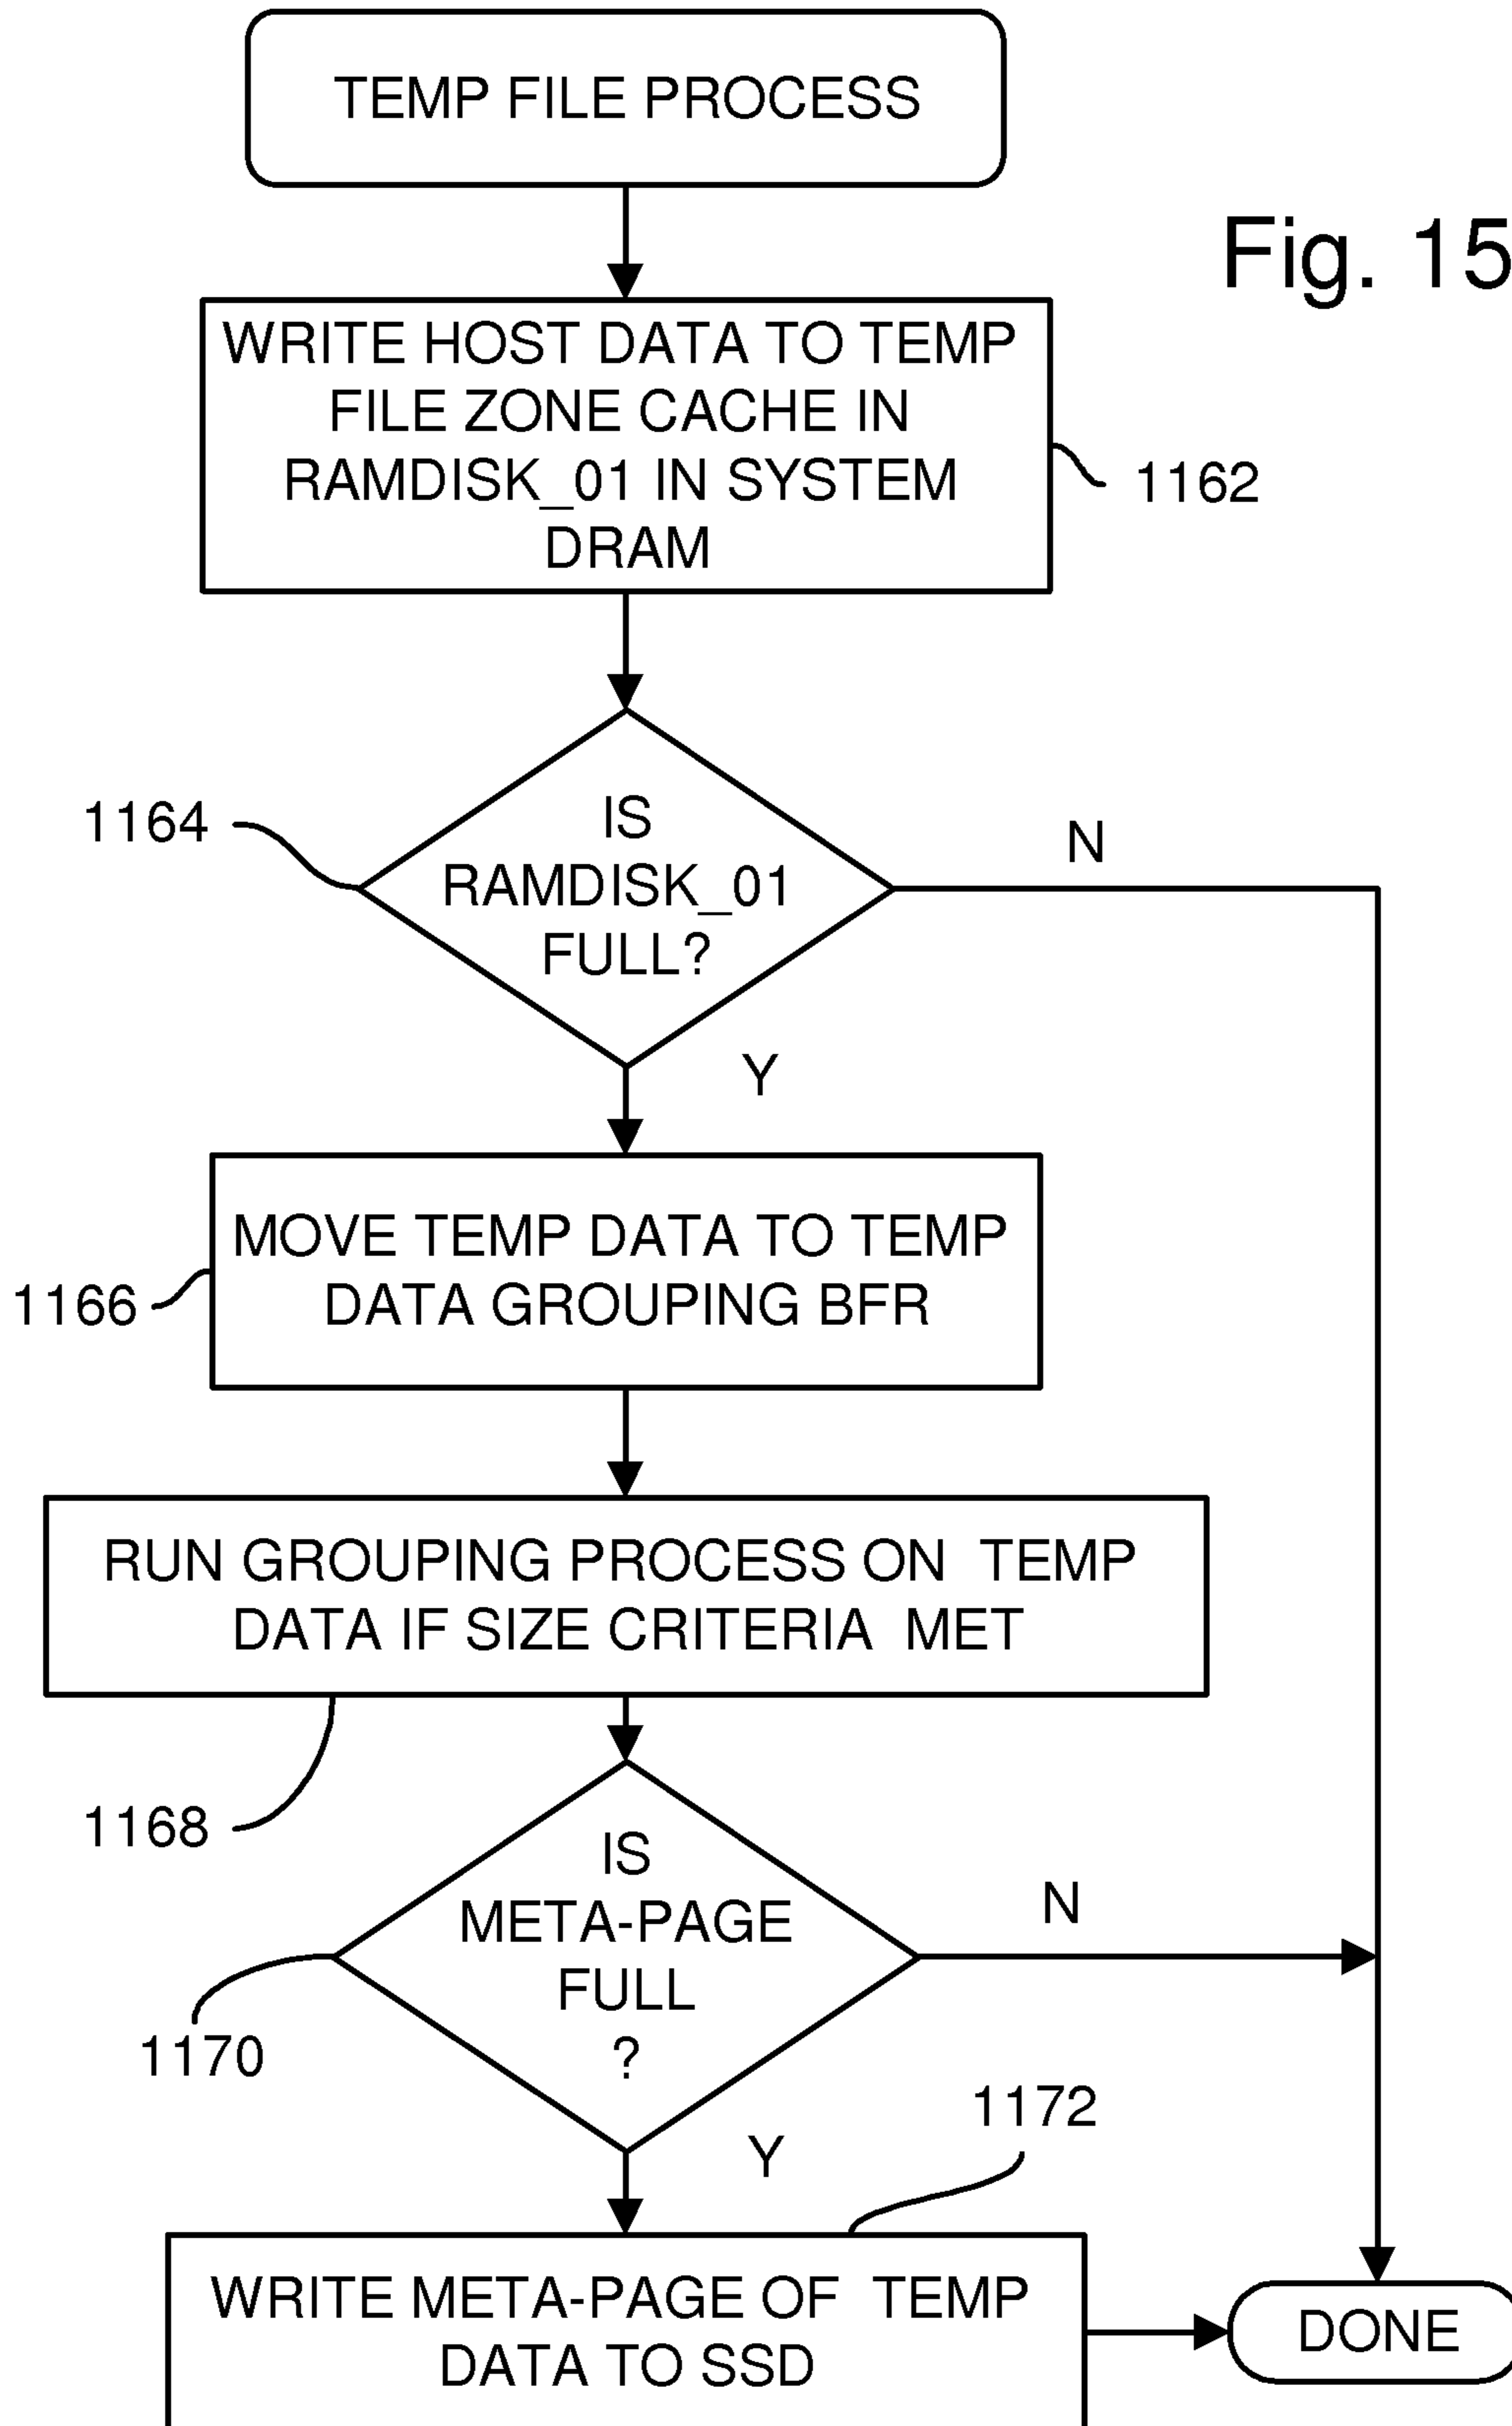 TEMP FILE PROCESS
Fig. 15
WRITE HOST DATA TO TEMP
FILE ZONE CACHE IN
RAMDISK_01 IN SYSTEM
DRAM
1162
IS
RAMDISK_01
FULL?
1164
N
Y
MOVE TEMP DATA TO TEMP
DATA GROUPING BFR
1166
RUN GROUPING PROCESS ON TEMP
DATA IF SIZE CRITERIA MET
1168
IS
META-PAGE
FULL
?
1170
N
Y
1172
WRITE META-PAGE OF TEMP
DATA TO SSD
DONE